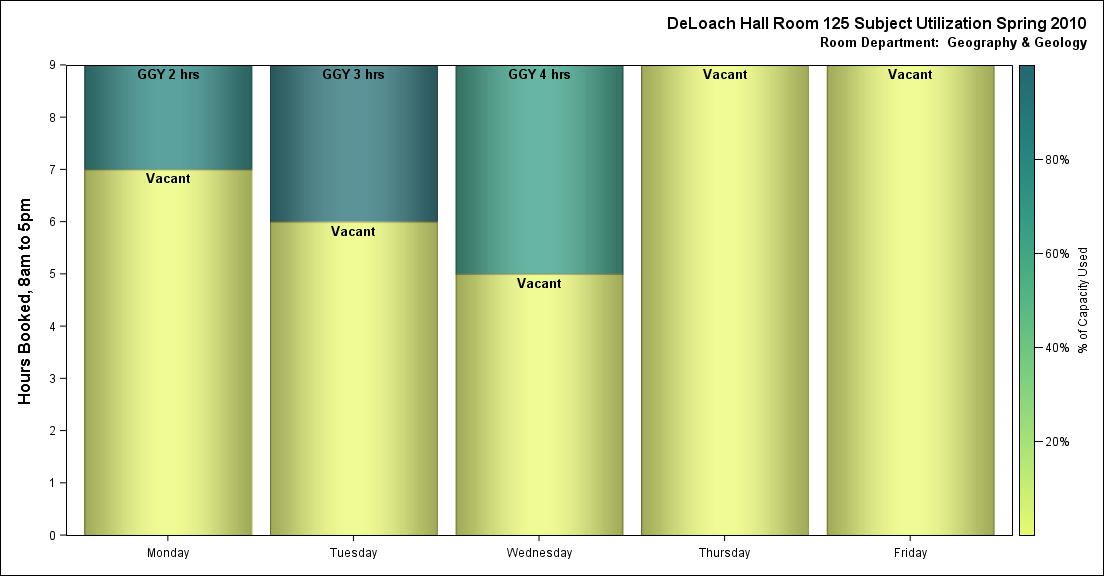 DeLoach Hall Room 125 Subject Utilization Spring 2010
Room Department: Geography & Geology
Hours Booked, 8am to 5pm
9
8
7
6
5
4
3
2
1
0
GGY 2 hrs
GGY 3 hrs
GGY 4 hrs
Vacant
Vacant
Vacant
Vacant
Vacant
Monday
Tuesday
Wednesday
Thursday
Friday
80%
60%
40%
20%
% of Capacity Used